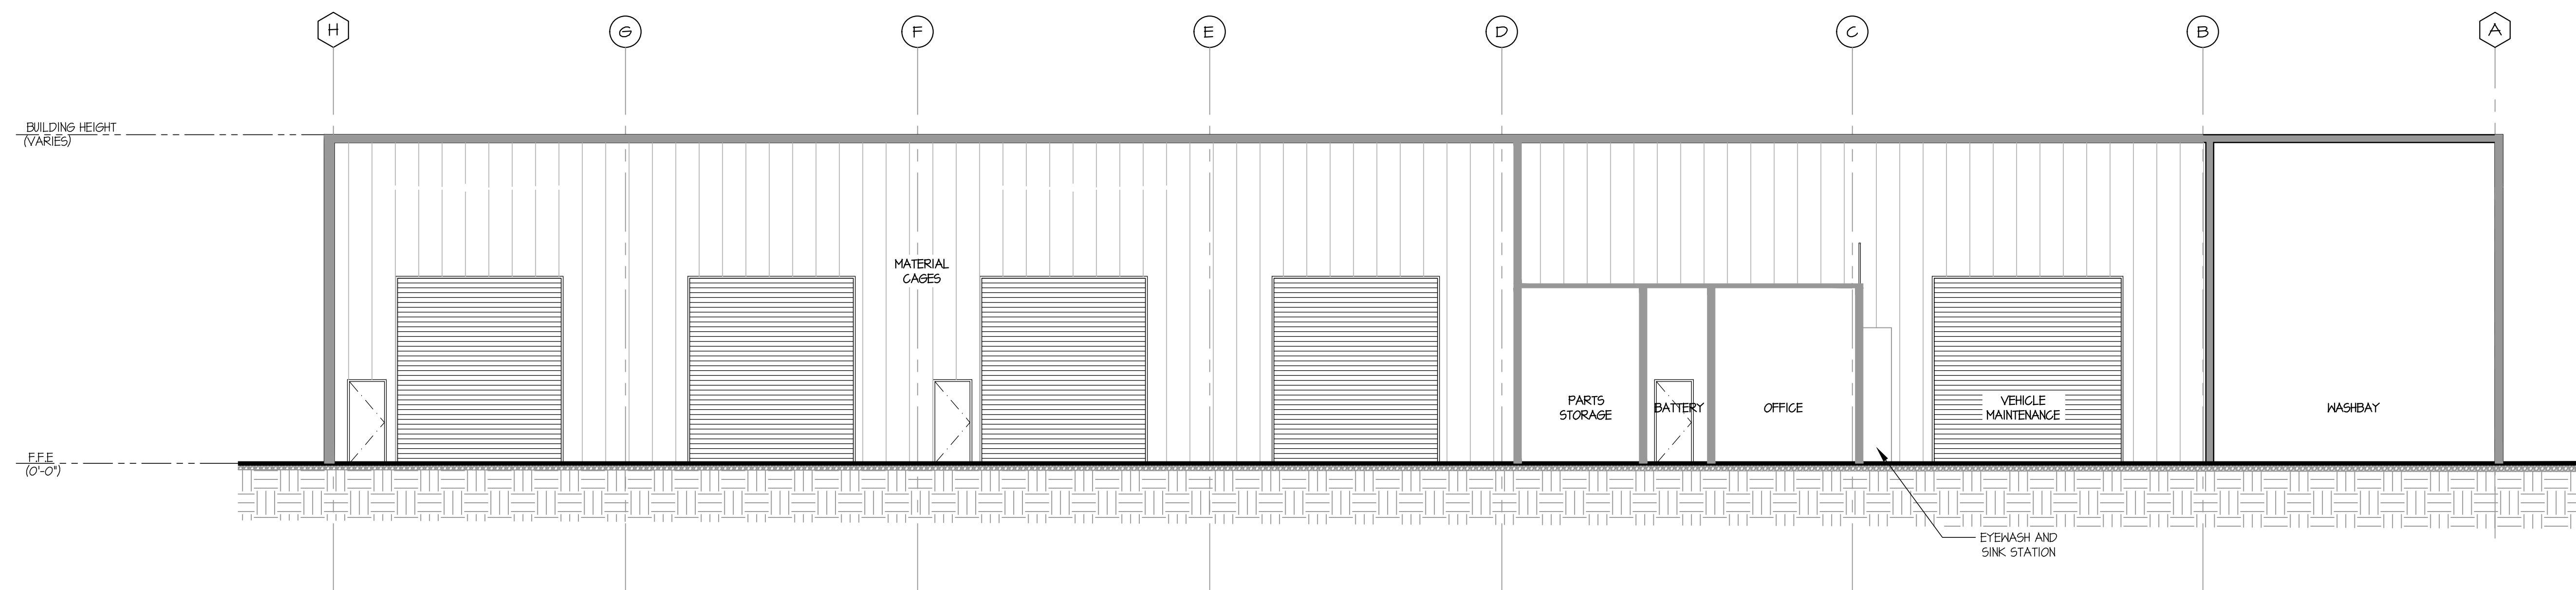 H
G
F
E
D
C
B
A
BUILDING HEIGHT
(VARIES)
MATERIAL
CAGES
PARTS
STORAGE
BATTERY
OFFICE
VEHICLE
MAINTENANCE
WASHBAY
F.F.E
(0'-0")
EYEWASH AND
SINK STATION